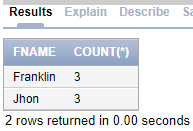 Results Explain Describe Sa
FNAME COUNT(*)
Franklin 3
Jhon 3
2 rows returned in 0.00 seconds